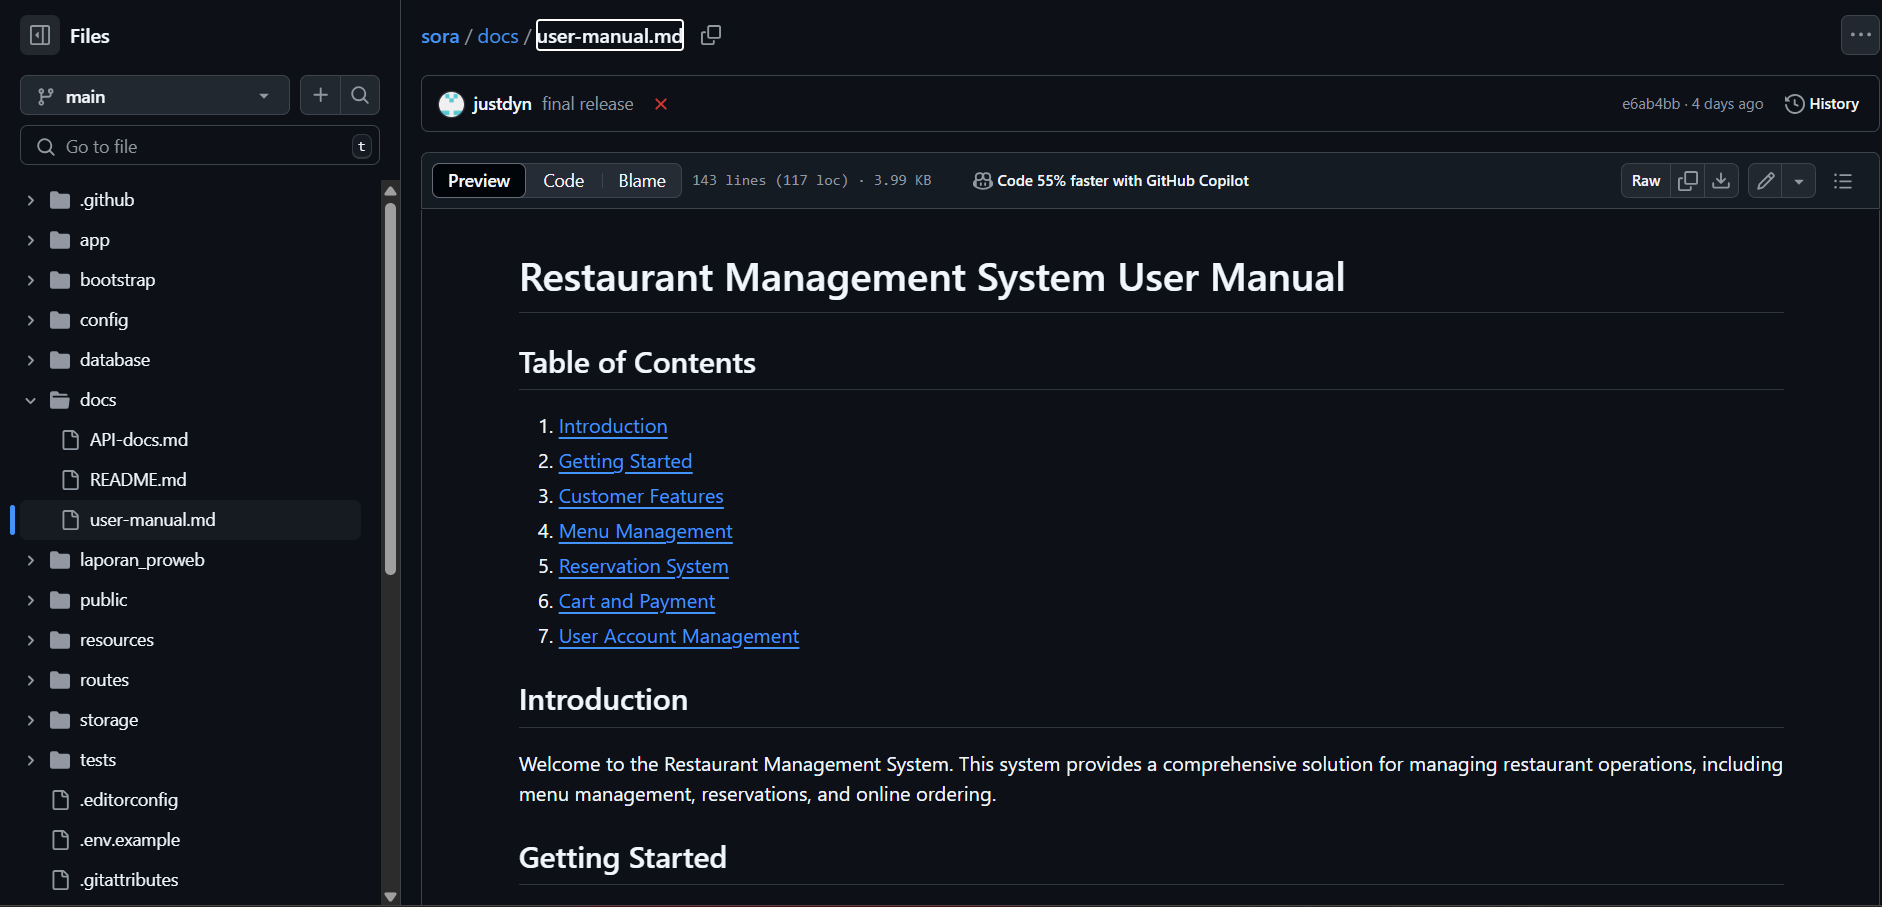 Files
main
Go to file
t
.github
app
bootstrap
config
database
docs
API-docs.md
README.md
user-manual.md
laporan_proweb
public
resources
routes
storage
tests
.editorconfig
.env.example
.gitattributes
sora / docs / user-manual.md
justdyn final release
e6ab4bb · 4 days ago History
Preview Code Blame 143 lines (117 loc) · 3.99 KB Code 55% faster with GitHub Copilot Raw
Restaurant Management System User Manual
Table of Contents
1. Introduction
2. Getting Started
3. Customer Features
4. Menu Management
5. Reservation System
6. Cart and Payment
7. User Account Management
Introduction
Welcome to the Restaurant Management System. This system provides a comprehensive solution for managing restaurant operations, including
menu management, reservations, and online ordering.
Getting Started